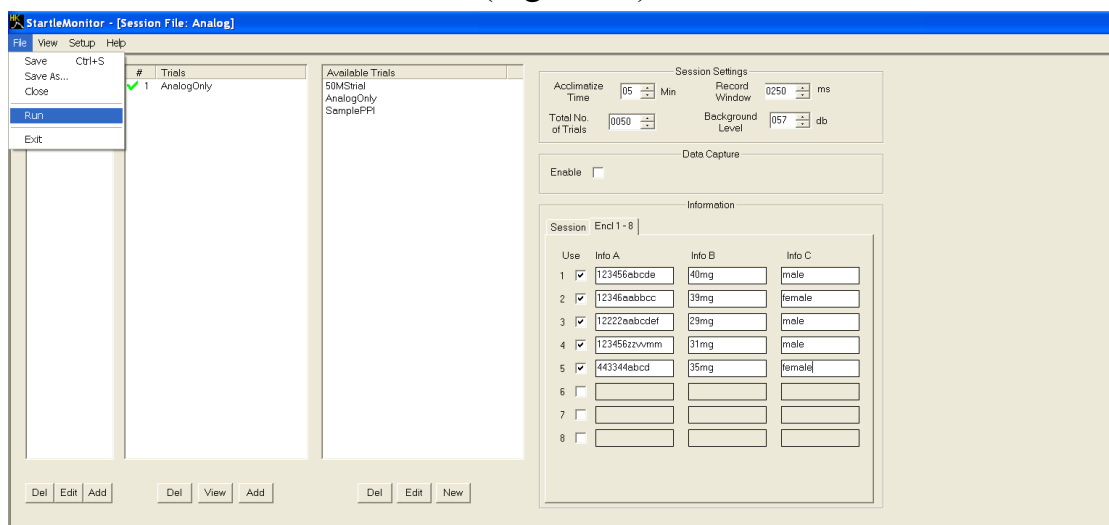 StartleMonitor - [Session File: Analog]
File View Setup Help
Save Ctrl+S
Save As...
Close
Run
Exit
# Trials
1 AnalogOnly
Available Trials
50MStrial
AnalogOnly
SamplePPI
Session Settings
Acclimatize Time 05 Min Record Window 0250 ms
Total No. of Trials 0050 Background Level 057 db
Data Capture
Enable
Information
Session Encl 1 - 8
Use Info A Info B Info C
1 123456abcde 40mg male
2 12346aabbcc 39mg female
3 12222aabcdef 29mg male
4 123456zzvvmm 31mg male
5 443344abcd 35mg female
6
7
8
Del Edit Add Del View Add Del Edit New